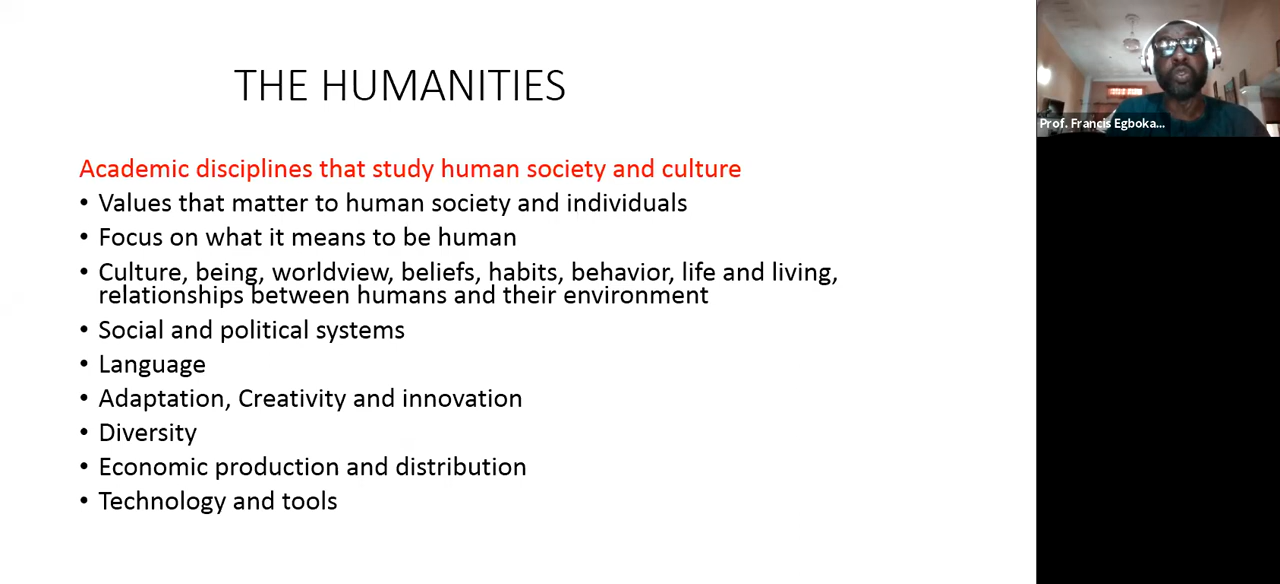 THE HUMANITIES
Academic disciplines that study human society and culture
• Values that matter to human society and individuals
• Focus on what it means to be human
• Culture, being, worldview, beliefs, habits, behavior, life and living,
relationships between humans and their environment
• Social and political systems
• Language
• Adaptation, Creativity and innovation
• Diversity
• Economic production and distribution
• Technology and tools
Prof. Francis Egboka...